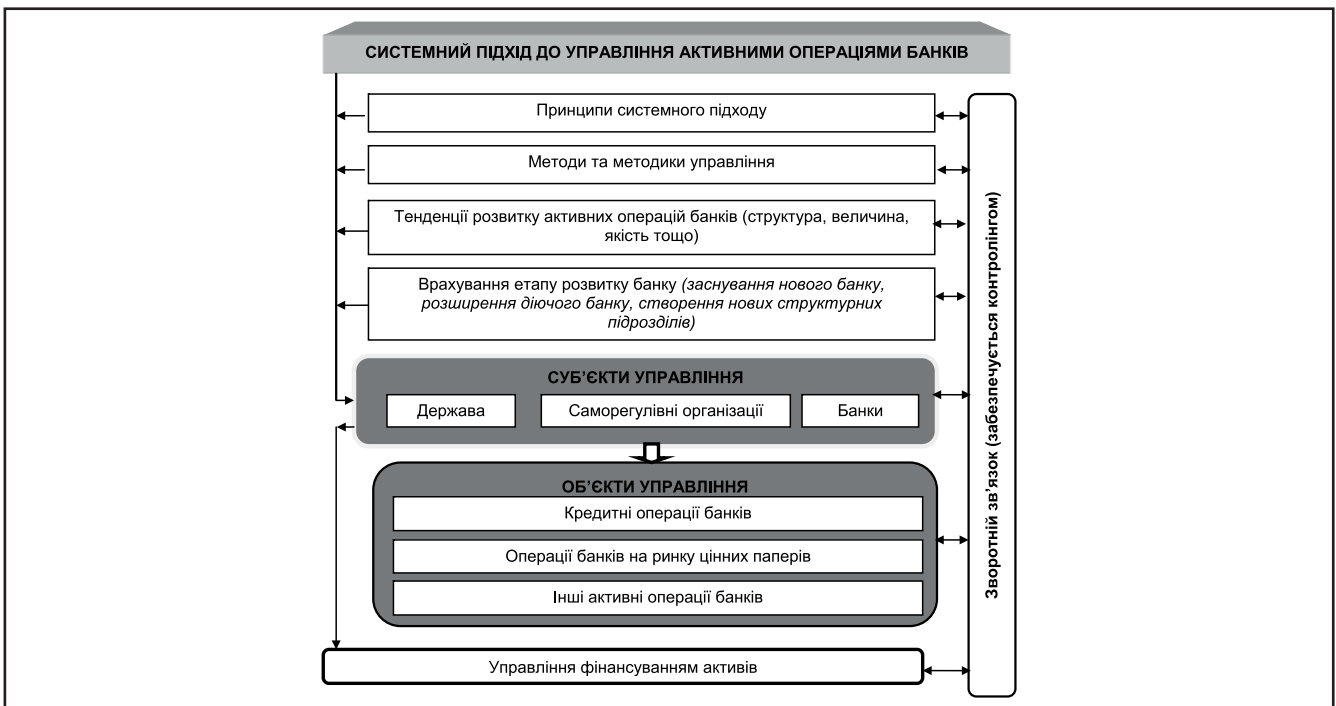 СИСТЕМНИЙ ПІДХІД ДО УПРАВЛІННЯ АКТИВНИМИ ОПЕРАЦІЯМИ БАНКІВ
Принципи системного підходу
Методи та методики управління
Тенденції розвитку активних операцій банків (структура, величина,
якість тощо)
Врахування етапу розвитку банку (заснування нового банку,
розширення діючого банку, створення нових структурних
підрозділів)
СУБ’ЄКТИ УПРАВЛІННЯ
Держава
Саморегулівні організації
Банки
ОБ’ЄКТИ УПРАВЛІННЯ
Кредитні операції банків
Операції банків на ринку цінних паперів
Інші активні операції банків
Управління фінансуванням активів
Зворотній зв’язок (забезпечується контролінгом)